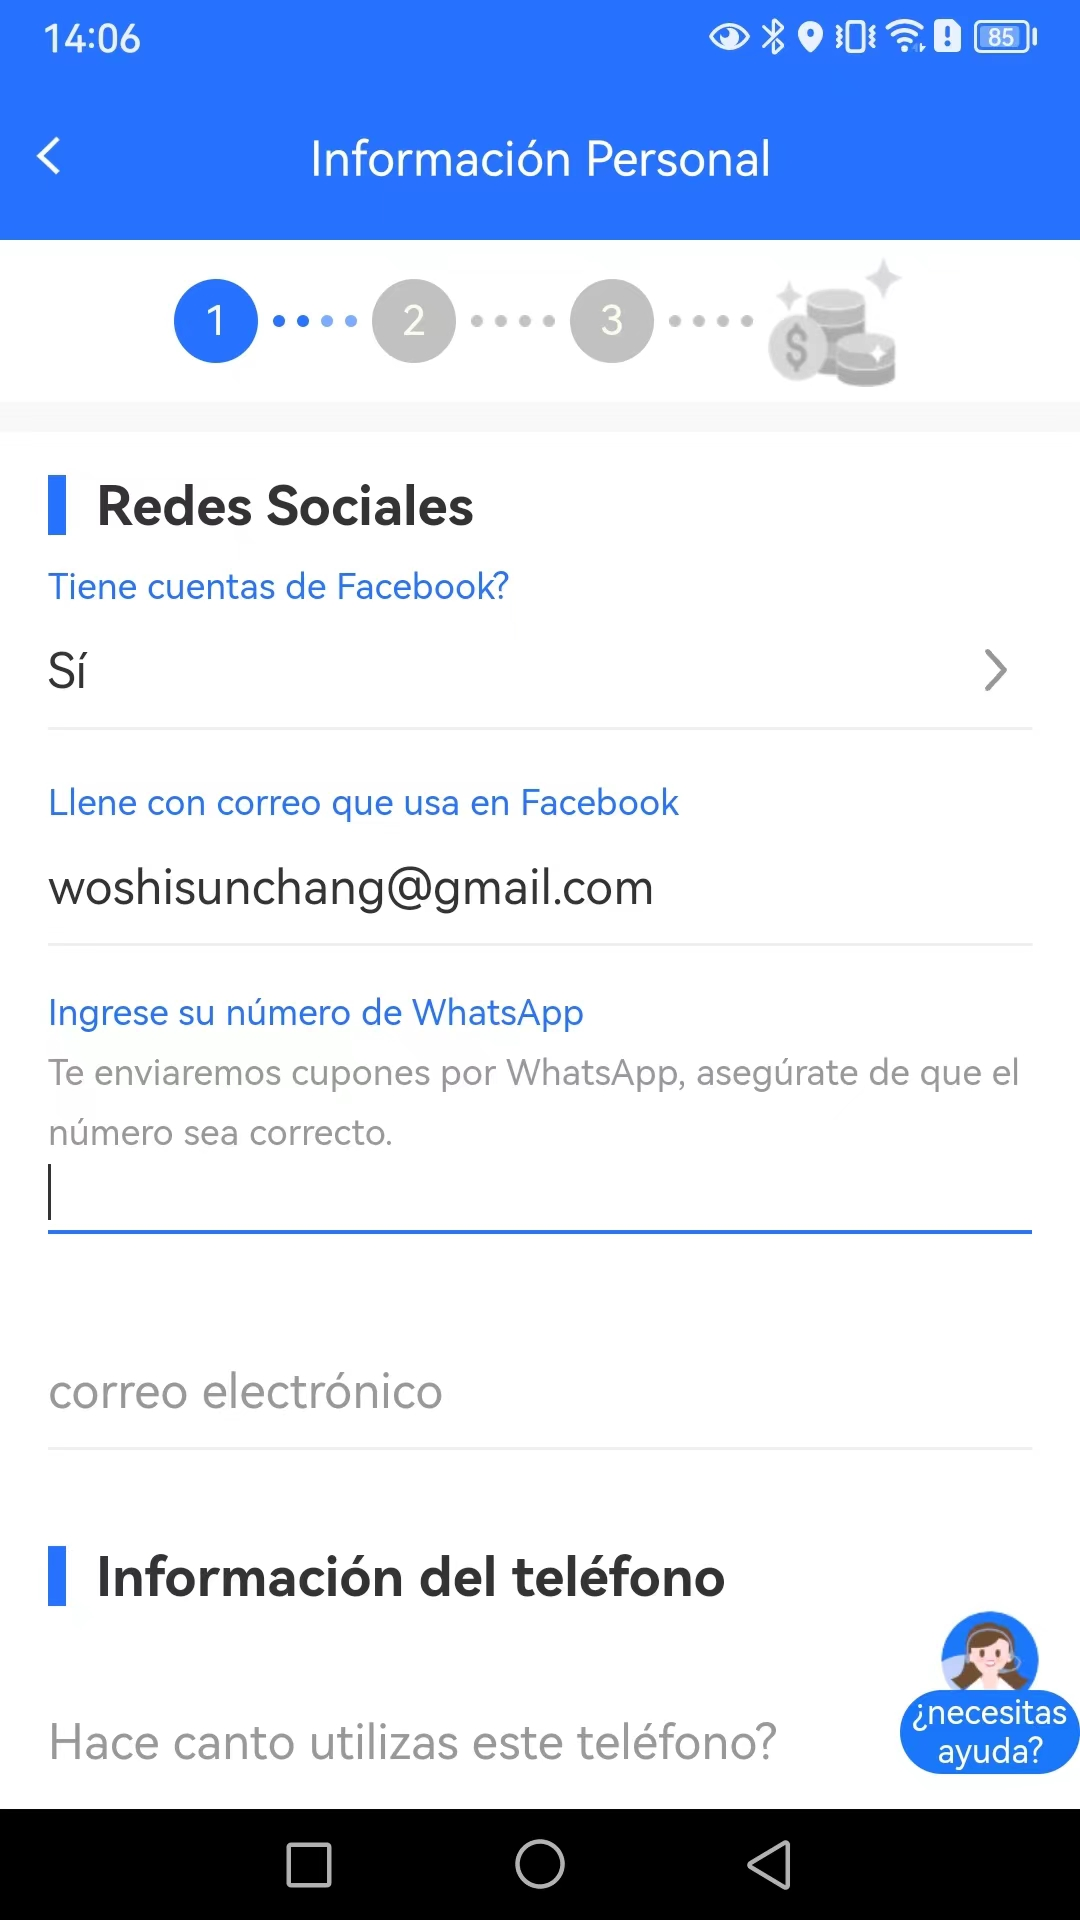 14:06
85
Información Personal
1
2
3
$
Redes Sociales
Tiene cuentas de Facebook?
Sí
Llene con correo que usa en Facebook
woshisunchang@gmail.com
Ingrese su número de WhatsApp
Te enviaremos cupones por WhatsApp, asegúrate de que el
número sea correcto.
correo electrónico
Información del teléfono
Hace canto utilizas este teléfono?
¿necesitas
ayuda?